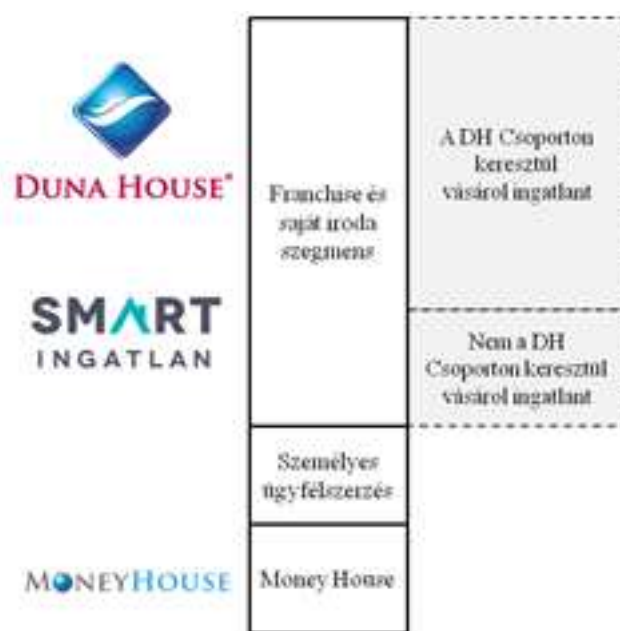 DUNA HOUSE®
SMART
INGATLAN
MONEYHOUSE
Franchise és
saját iroda
szegmens
Személyes
ügyfélszerzés
Money House
A DH Csoporton
keresztül
vásárol ingatlant
Nem a DH
Csoporton keresztül
vásárol ingatlant